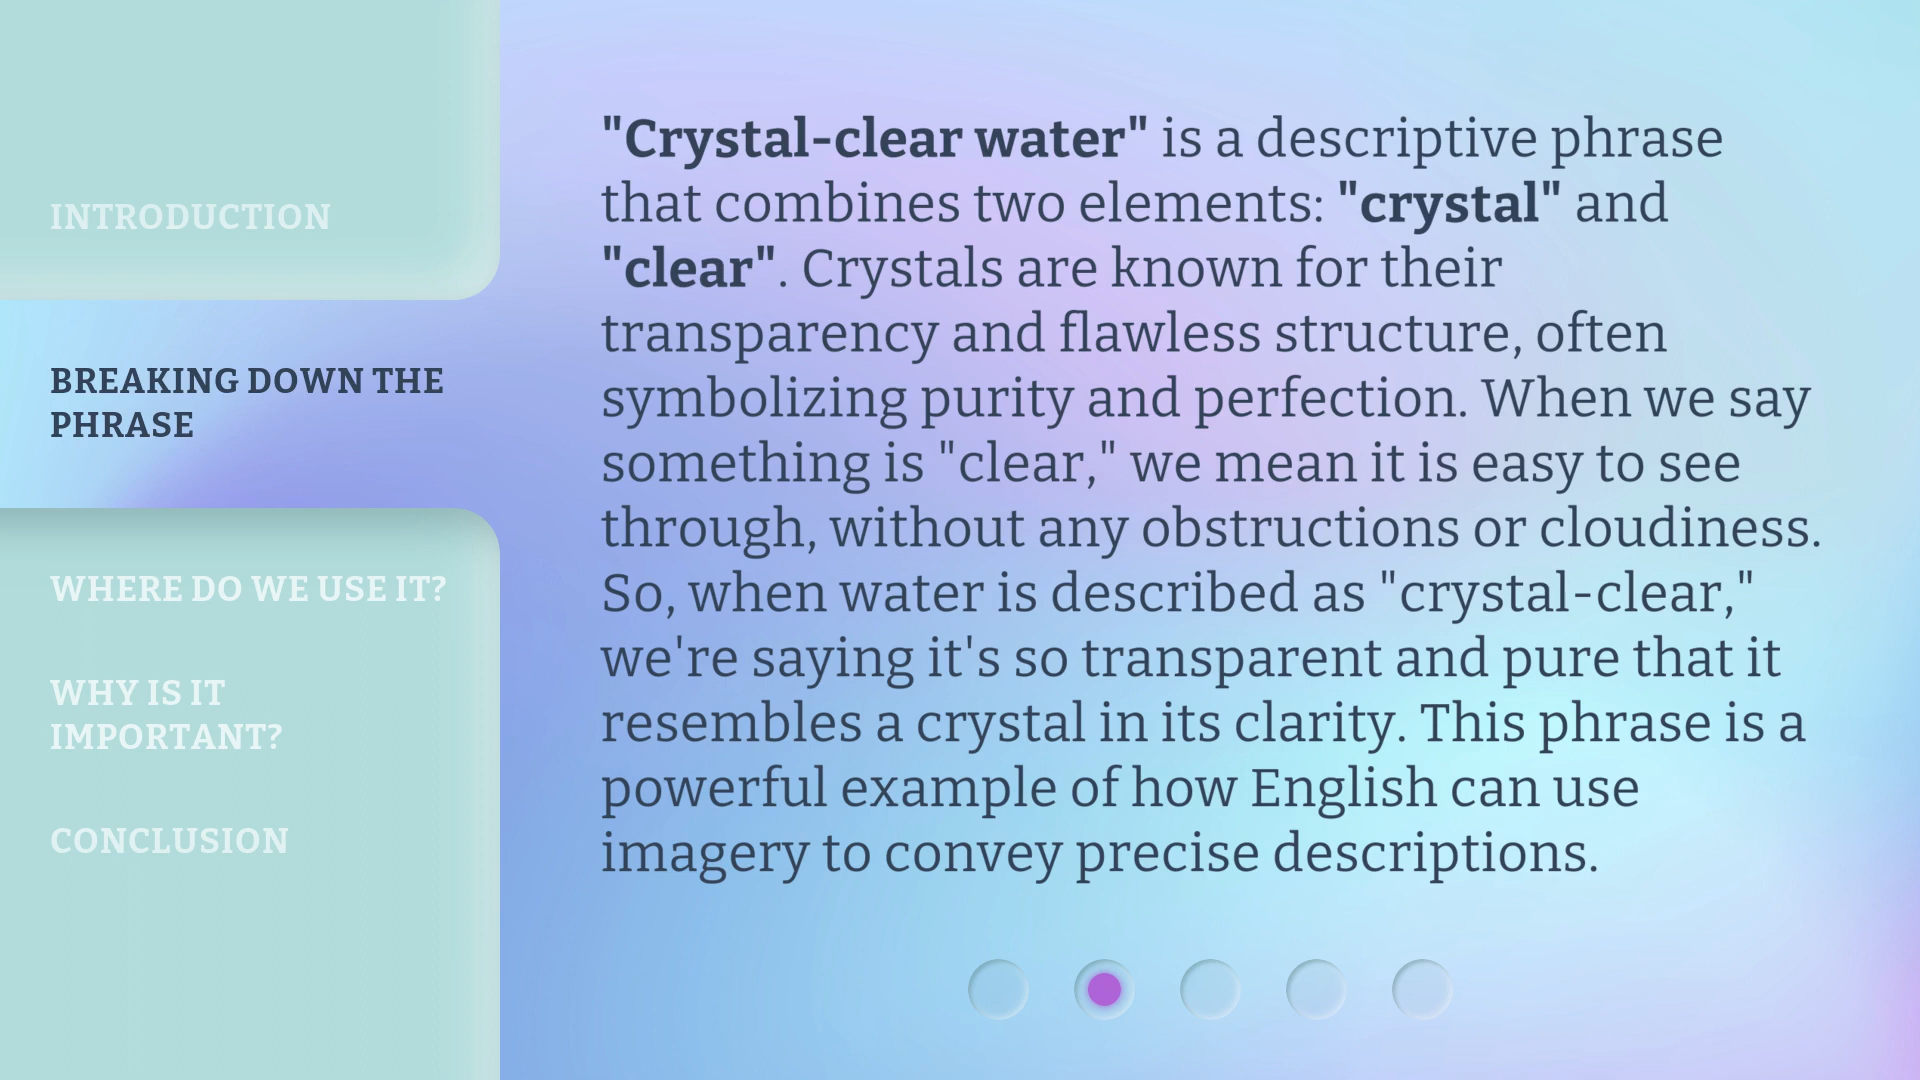 INTRODUCTION
BREAKING DOWN THE
PHRASE
WHERE DO WE USE IT?
WHY IS IT
IMPORTANT?
CONCLUSION
"Crystal-clear water" is a descriptive phrase
that combines two elements: "crystal" and
"clear". Crystals are known for their
transparency and flawless structure, often
symbolizing purity and perfection. When we say
something is "clear," we mean it is easy to see
through, without any obstructions or cloudiness.
So, when water is described as "crystal-clear,"
we're saying it's so transparent and pure that it
resembles a crystal in its clarity. This phrase is a
powerful example of how English can use
imagery to convey precise descriptions.